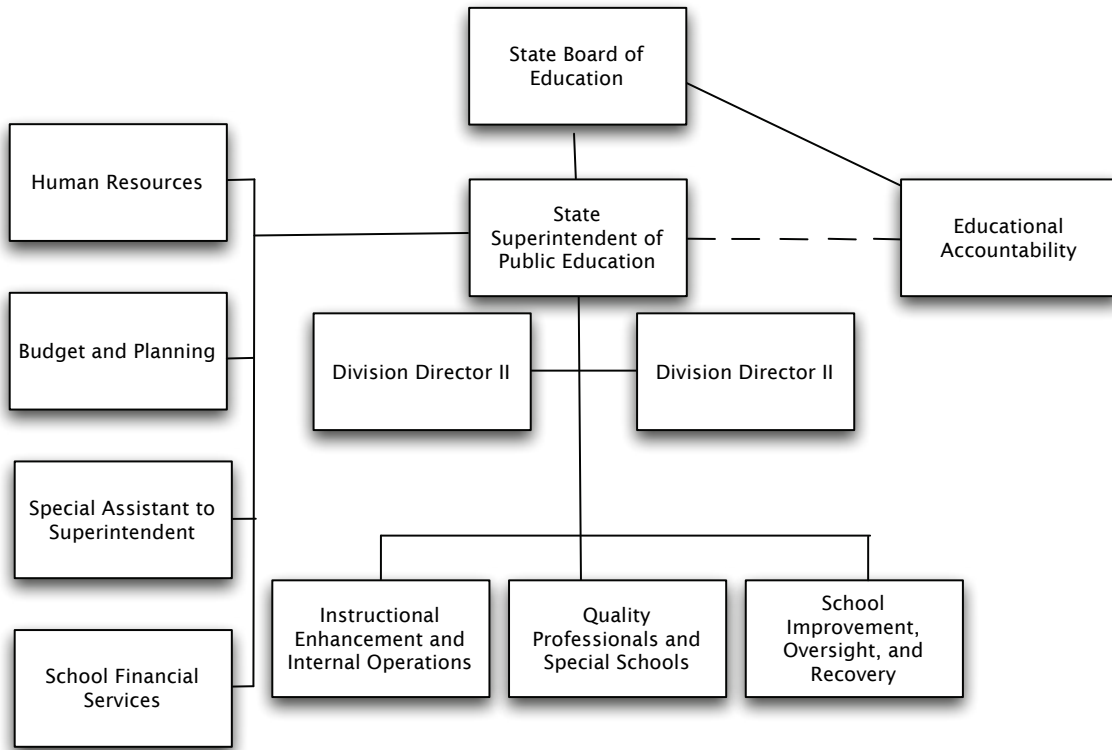 State Board of
Education
Human Resources
State
Superintendent of
Public Education
Educational
Accountability
Budget and Planning
Division Director II
Division Director II
Special Assistant to
Superintendent
Instructional
Enhancement and
Internal Operations
Quality
Professionals and
Special Schools
School
Improvement,
Oversight, and
Recovery
School Financial
Services